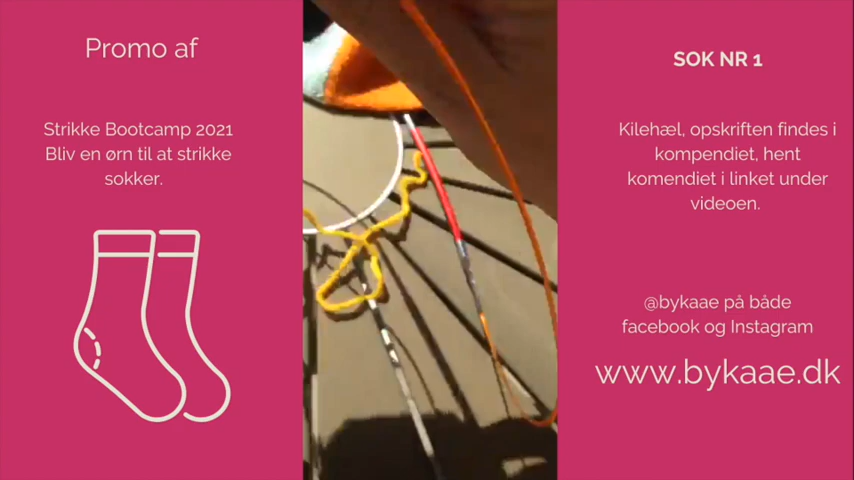 Promo af
Strikke Bootcamp 2021
Bliv en ørn til at strikke
sokker.
SOK NR 1
Kilehæl, opskriften findes i
kompendiet, hent
komendiet i linket under
videoen.
@bykaae på både
facebook og Instagram
www.bykaae.dk